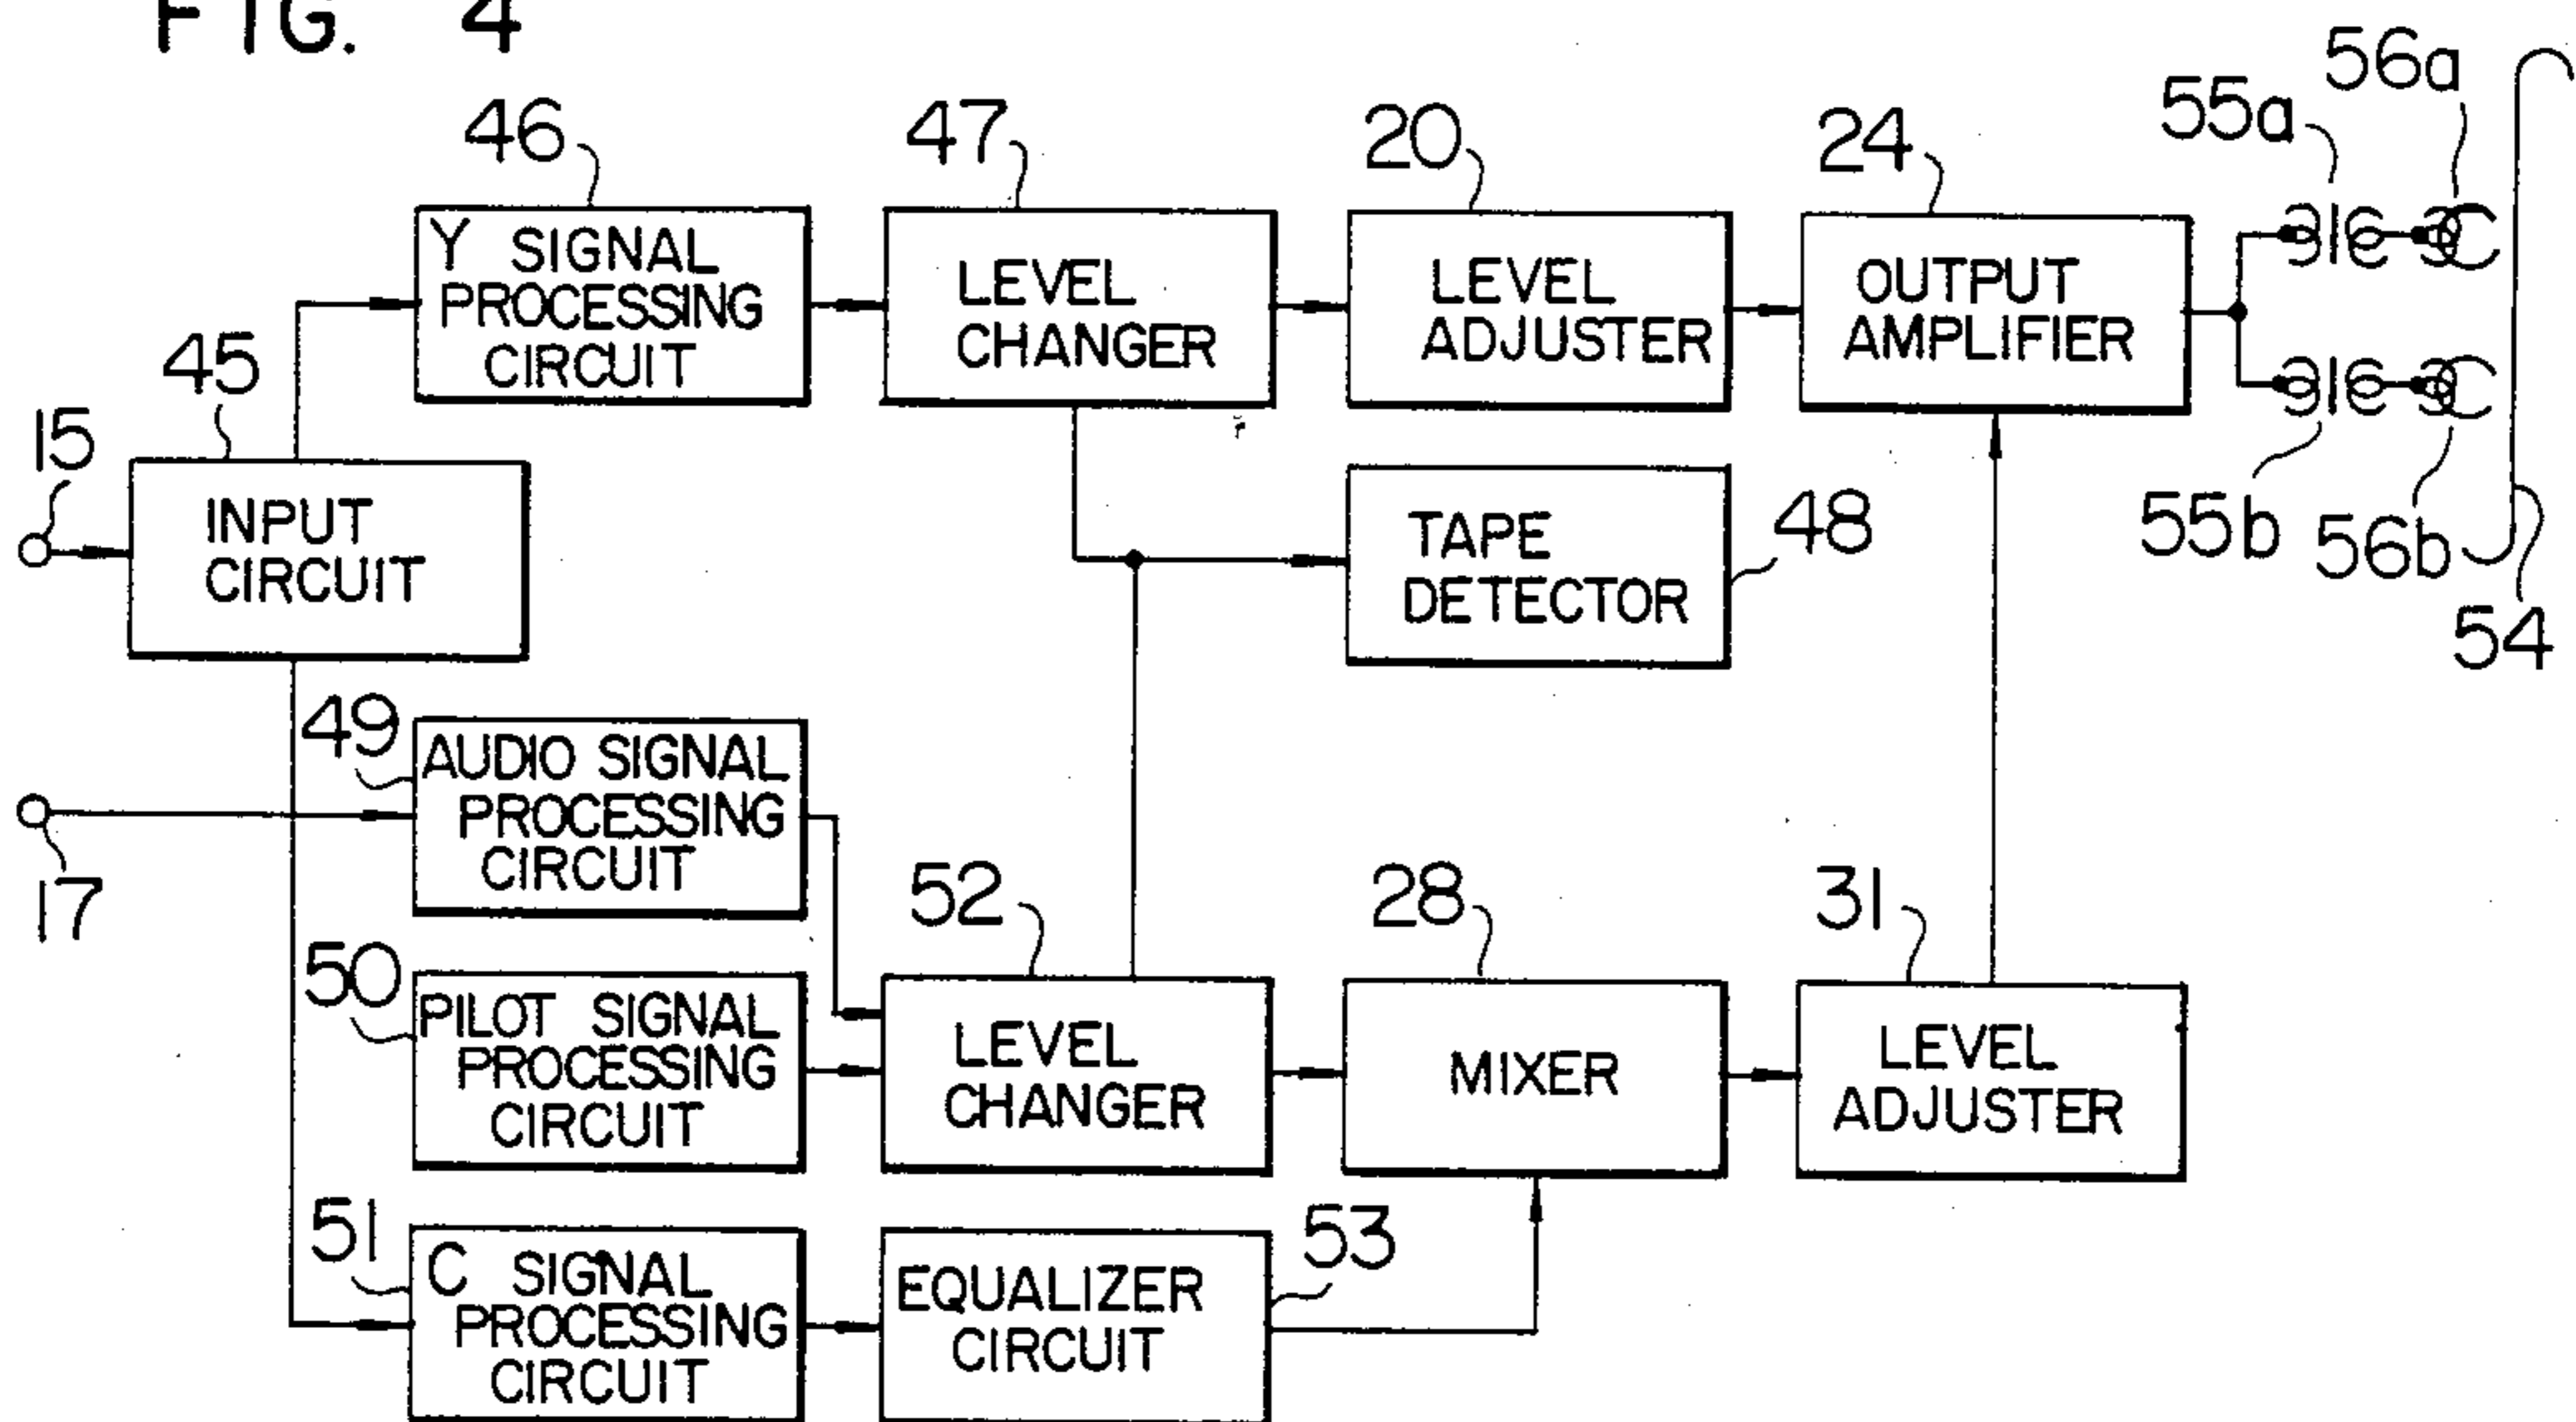 FIG. 4
56a
55a
46
47
20
24
Y SIGNAL
PROCESSING
CIRCUIT
LEVEL
CHANGER
LEVEL
ADJUSTER
OUTPUT
AMPLIFIER
45
15
INPUT
CIRCUIT
TAPE
DETECTOR
48
55b
56b
54
49
AUDIO SIGNAL
PROCESSING
CIRCUIT
17
52
28
31
50
PILOT SIGNAL
PROCESSING
CIRCUIT
LEVEL
CHANGER
MIXER
LEVEL
ADJUSTER
51
C SIGNAL
PROCESSING
CIRCUIT
EQUALIZER
CIRCUIT
53